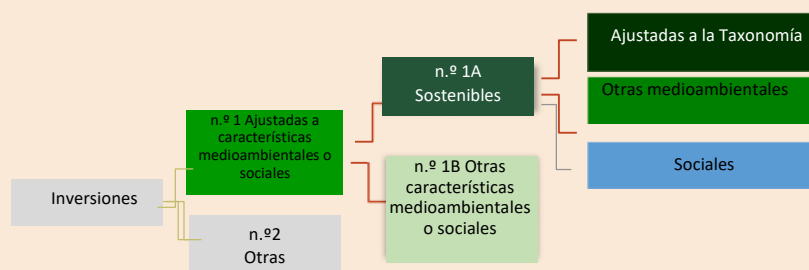 Inversiones
n.º 1 Ajustadas a
características
medioambientales o
sociales
n.º2
Otras
n.º 1A
Sostenibles
n.º 1B Otras
características
medioambientales
o sociales
Ajustadas a la Taxonomía
Otras medioambientales
Sociales